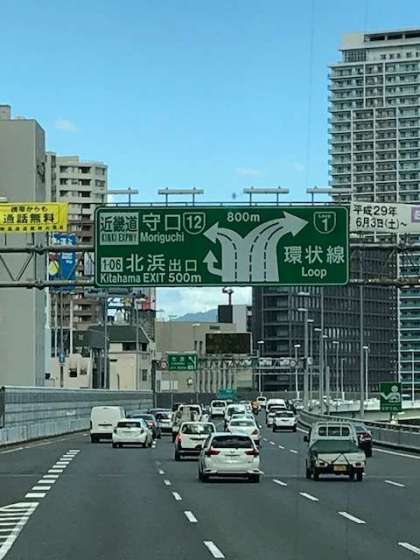 近畿道
KINKI EXPWY
守口 12
Moriguchi
800m
1
環状線
Loop
1-06
北浜出口
Kitahama EXIT 500m
通話無料
平成29年
6月3日(土)~